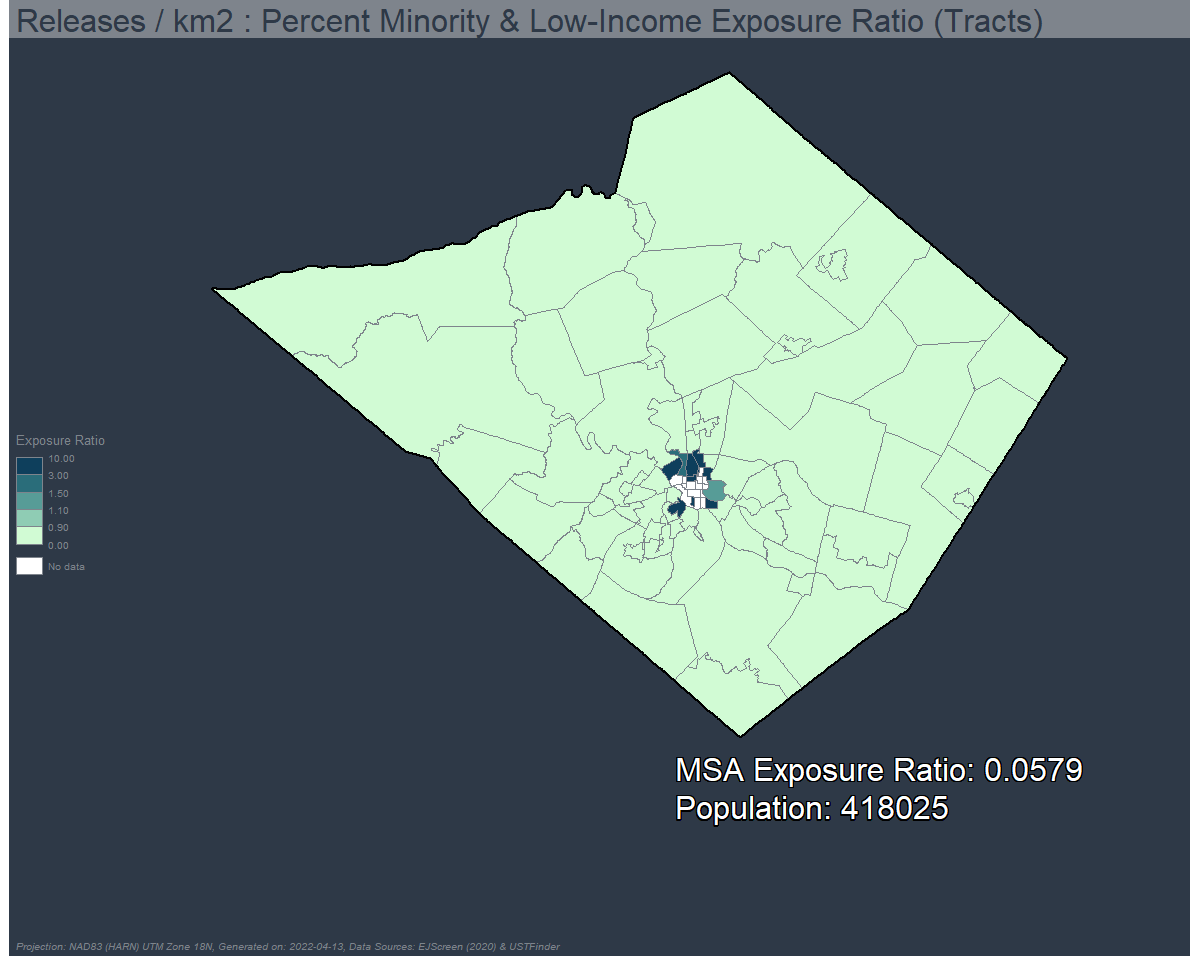 Releases / km2 : Percent Minority & Low-Income Exposure Ratio (Tracts)
Exposure Ratio
10.00
3.00
1.50
1.10
0.90
0.00
No data
MSA Exposure Ratio: 0.0579
Population: 418025
Projection: NAD83 (HARN) UTM Zone 18N, Generated on: 2022-04-13, Data Sources: EJScreen (2020) & USTFinder